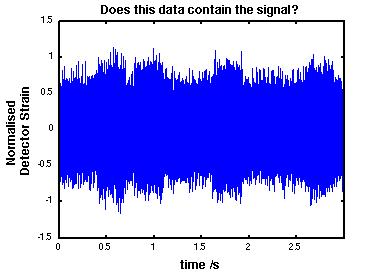 Does this data contain the signal?
1.5
1
0.5
0
-0.5
-1
-1.5
Normalised
Detector Strain
0 0.5 1 1.5 2 2.5
time /s